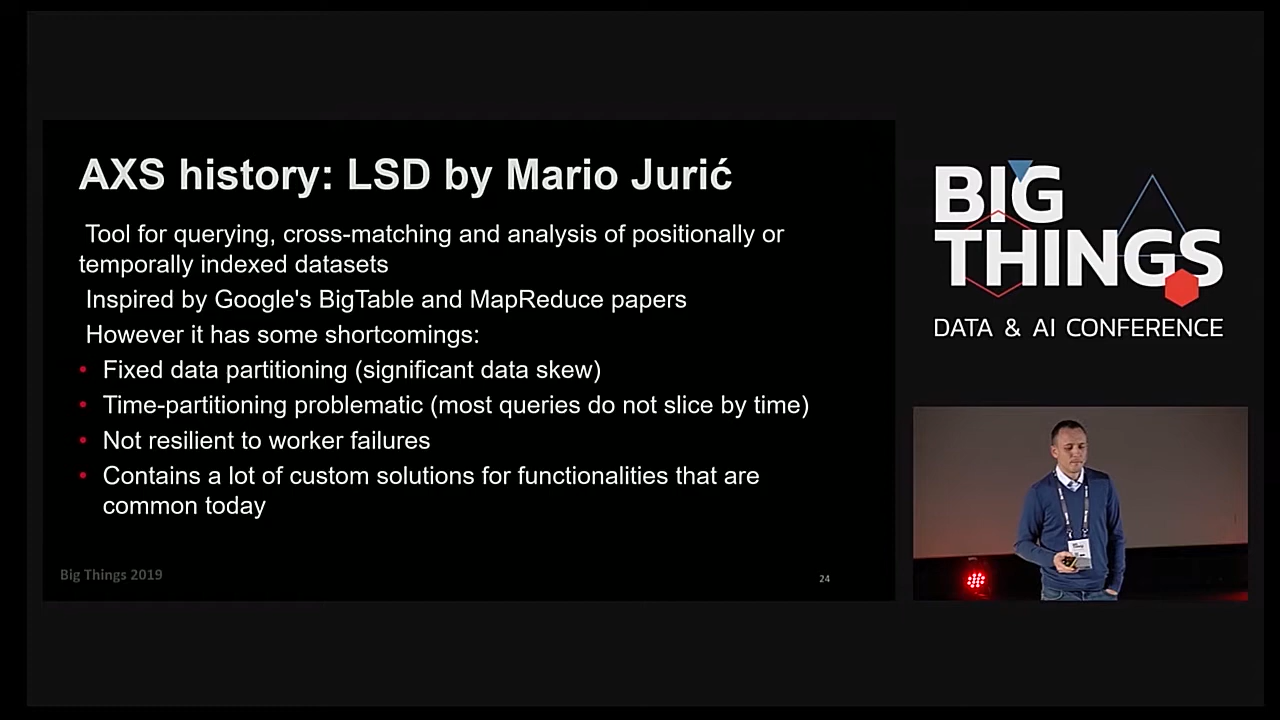 AXS history: LSD by Mario Jurić
Tool for querying, cross-matching and analysis of positionally or
temporally indexed datasets
Inspired by Google's BigTable and MapReduce papers
However it has some shortcomings:
• Fixed data partitioning (significant data skew)
• Time-partitioning problematic (most queries do not slice by time)
• Not resilient to worker failures
• Contains a lot of custom solutions for functionalities that are
common today
Big Things 2019
24
BIG
THINGS
DATA & AI CONFERENCE